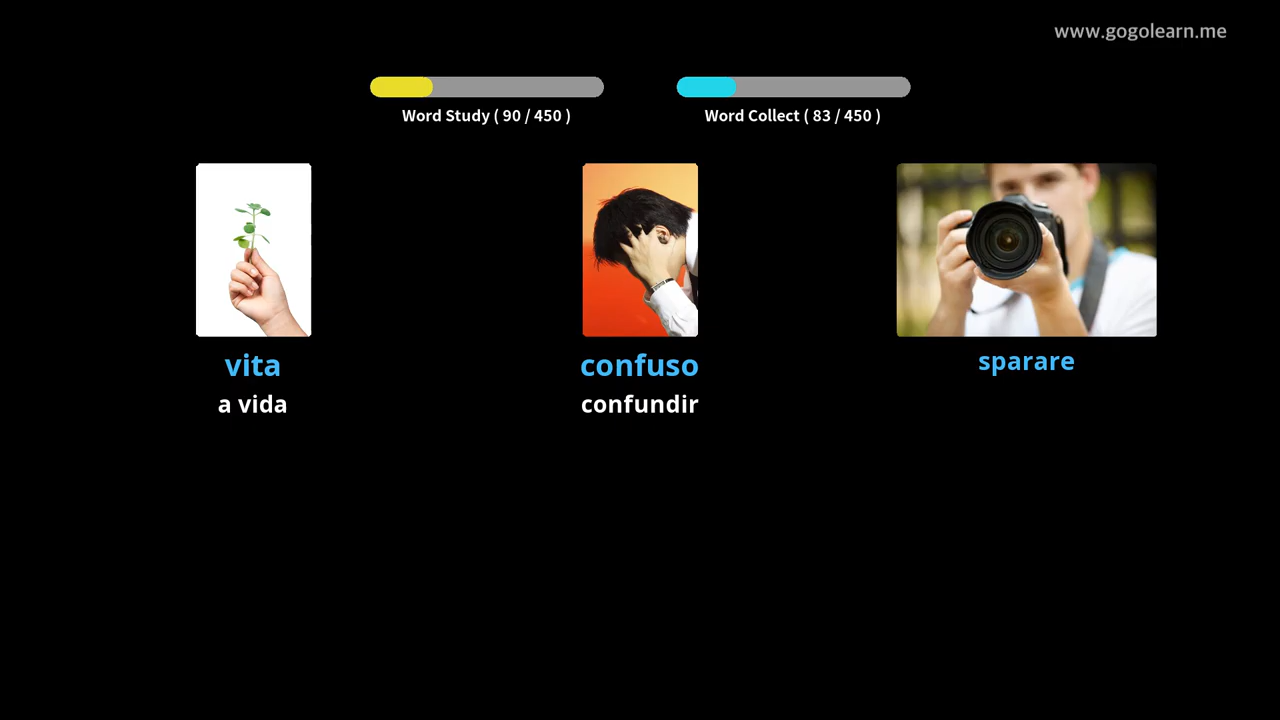 www.gogolearn.me
Word Study ( 90 / 450 )
Word Collect ( 83 / 450 )
vita
a vida
confuso
confundir
sparare